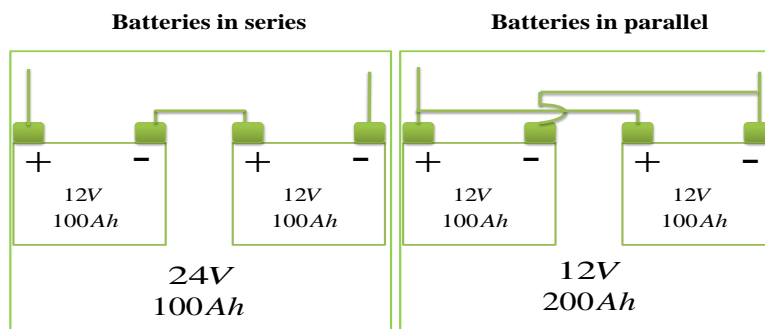 Batteries in series
+ -
+ -
12V
100Ah
12V
100Ah
24V
100Ah
Batteries in parallel
+ -
+ -
12V
100Ah
12V
100Ah
12V
200Ah